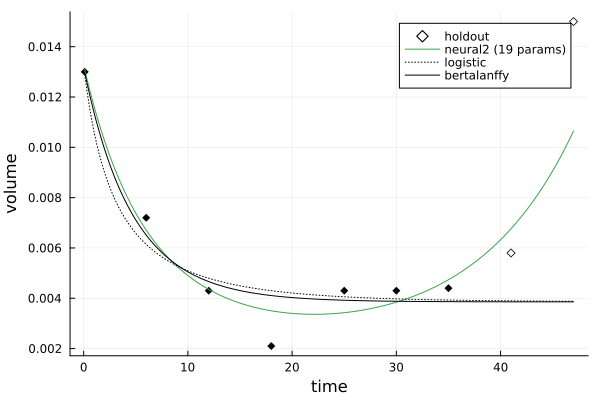 0.014
0.012
0.010
0.008
0.006
0.004
0.002
volume
holdout
neural2 (19 params)
logistic
bertalanffy
0 10 20 30 40
time